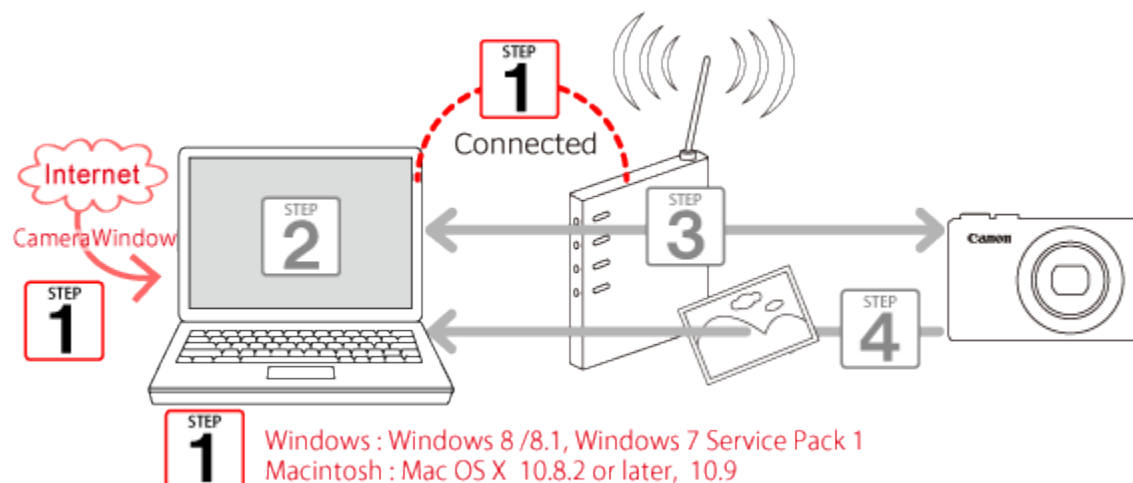 STEP
1
Connected
Internet
CameraWindow
STEP
1
STEP
2
STEP
3
Canon
STEP
4
STEP
1
Windows : Windows 8 /8.1, Windows 7 Service Pack 1
Macintosh : Mac OS X 10.8.2 or later, 10.9